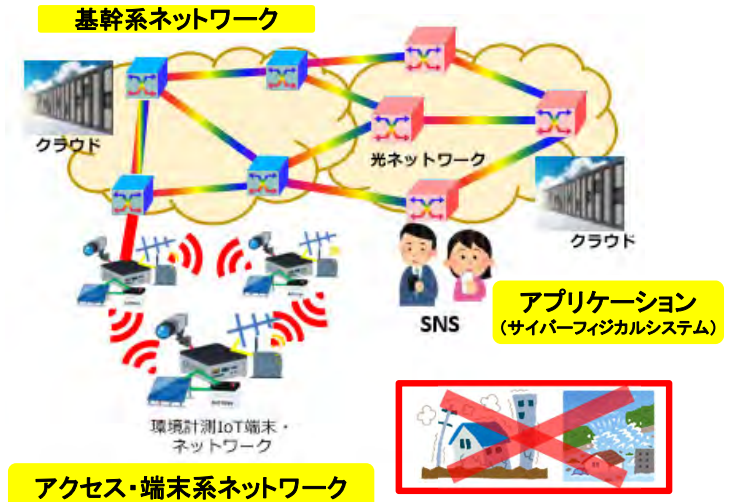 基幹系ネットワーク
クラウド
光ネットワーク
クラウド
SNS
アプリケーション
（サイバーフィジカルシステム）
環境計測IoT端末・
ネットワーク
アクセス・端末系ネットワーク